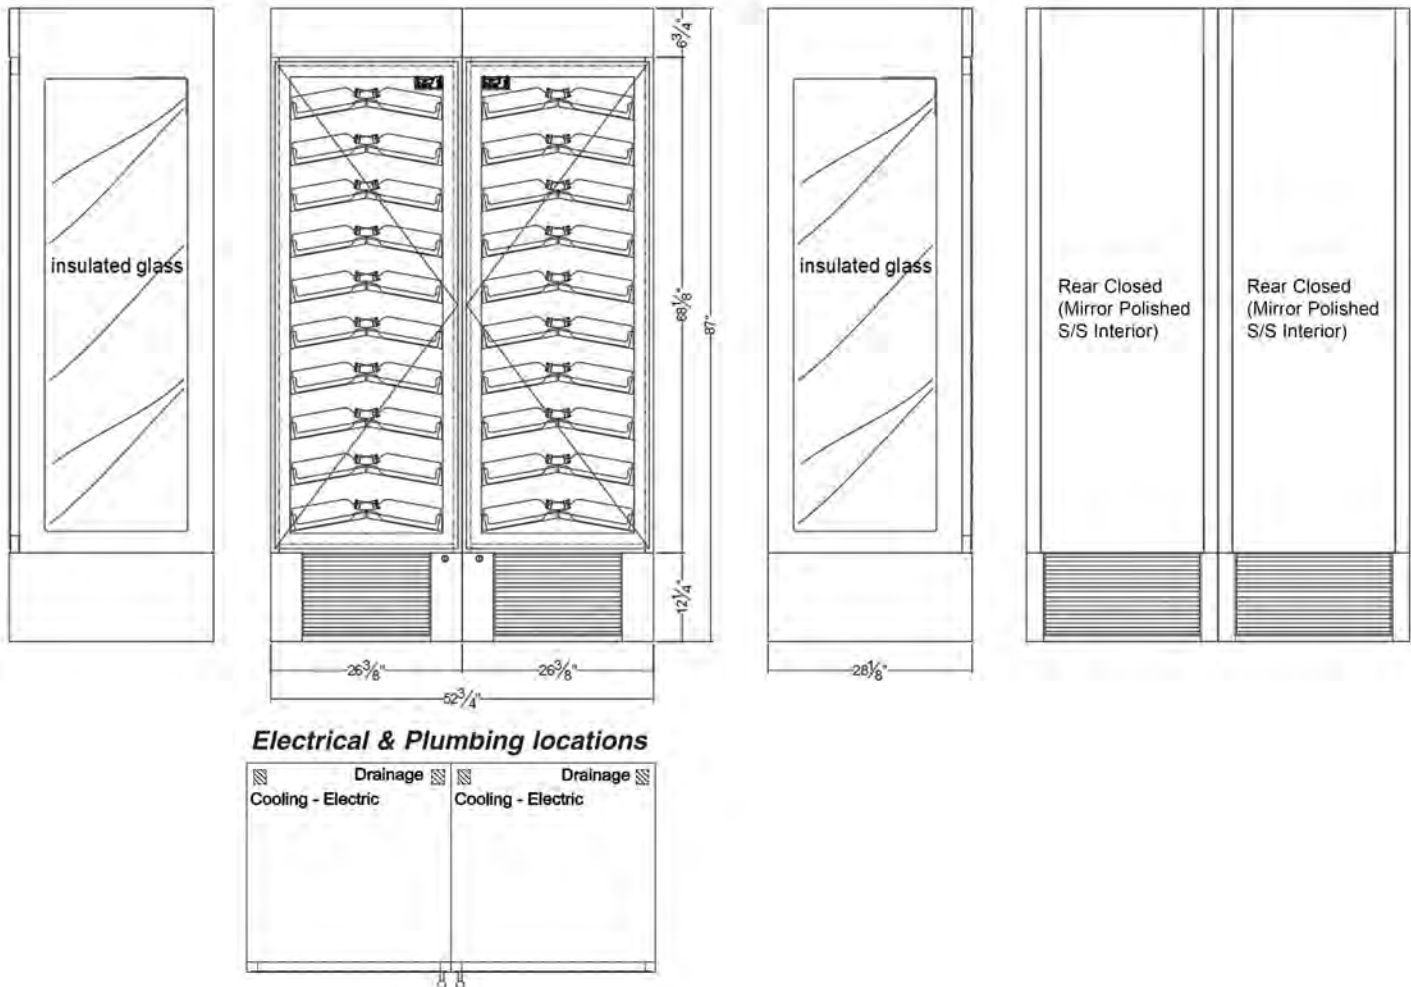 6¾"
insulated glass
insulated glass
68⅛"
87"
Rear Closed
(Mirror Polished
S/S Interior)
Rear Closed
(Mirror Polished
S/S Interior)
12¼"
26⅜"
26⅜"
28⅛"
52¾"
Electrical & Plumbing locations
Drainage
Drainage
Cooling - Electric
Cooling - Electric